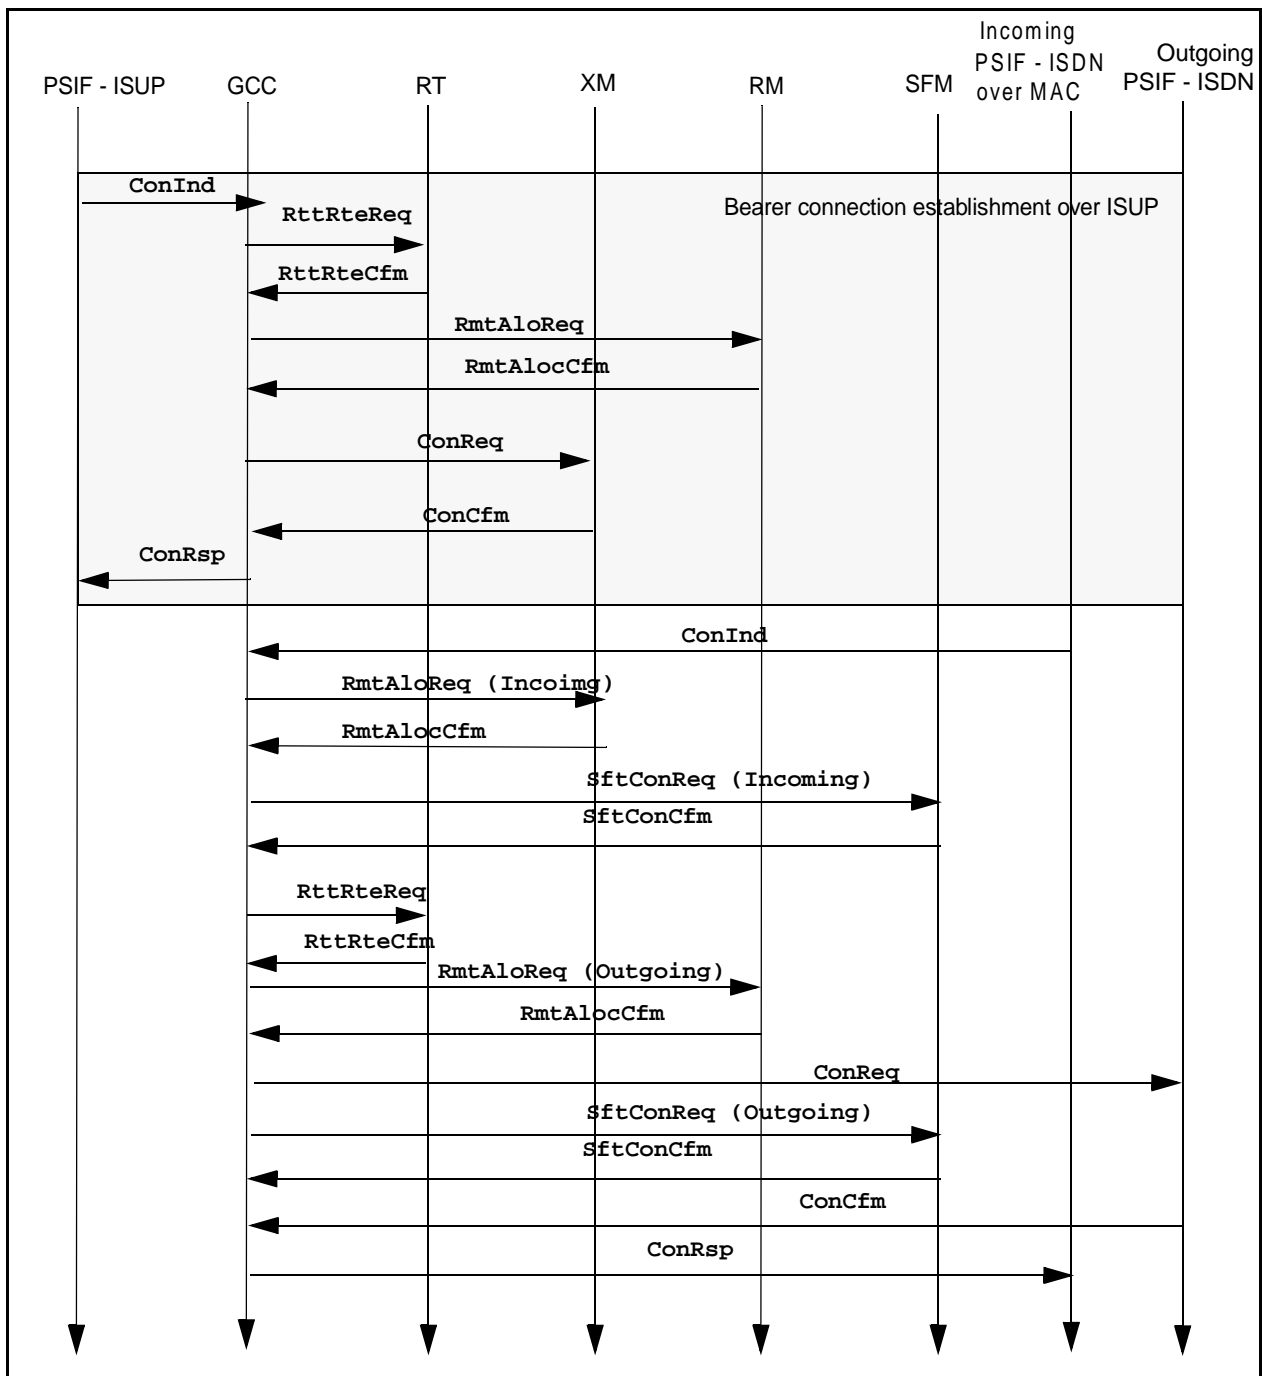 Incoming
PSIF - ISDN
over MAC
Outgoing
PSIF - ISDN
PSIF - ISUP
GCC
RT
XM
RM
SFM
ConInd
Bearer connection establishment over ISUP
RttRteReq
RttRteCfm
RmtAloReq
RmtAlocCfm
ConReq
ConCfm
ConRsp
ConInd
RmtAloReq (Incoimg)
RmtAlocCfm
SftConReq (Incoming)
SftConCfm
RttRteReq
RttRteCfm
RmtAloReq (Outgoing)
RmtAlocCfm
ConReq
SftConReq (Outgoing)
SftConCfm
ConCfm
ConRsp